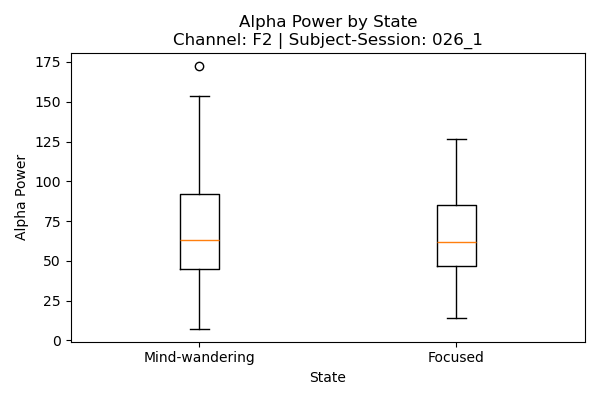 Alpha Power by State
Channel: F2 | Subject-Session: 026_1
175
150
125
100
75
50
25
0
Alpha Power
Mind-wandering
Focused
State